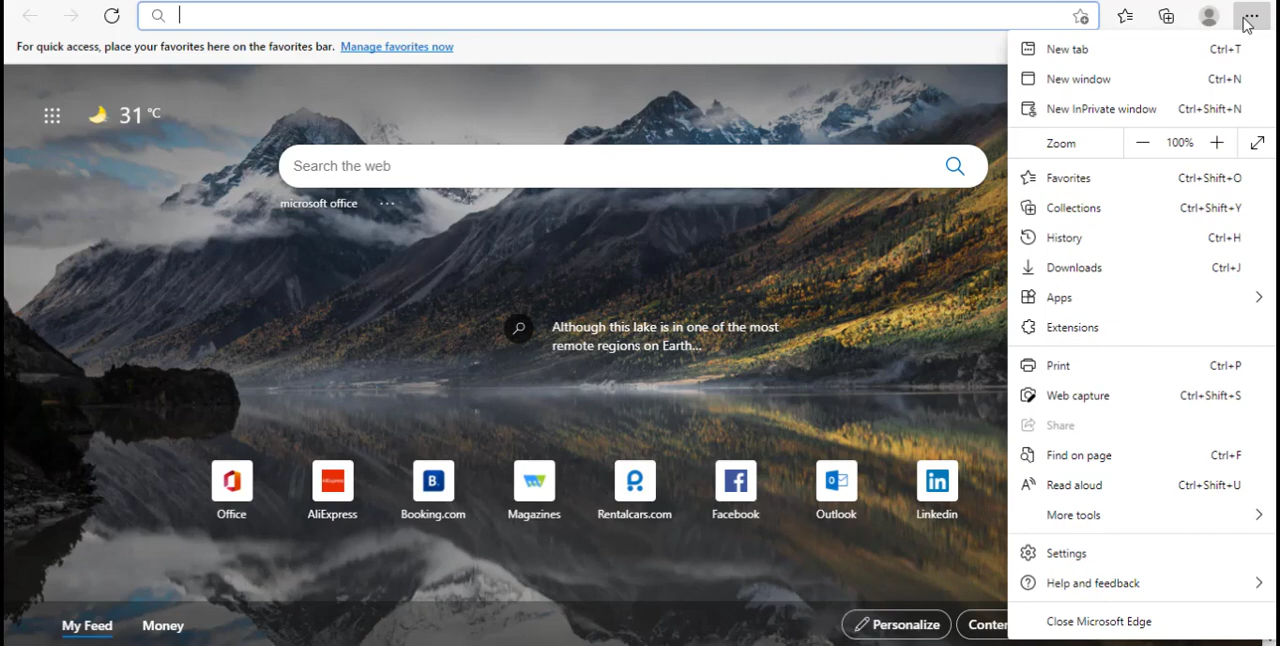 For quick access, place your favorites here on the favorites bar. Manage favorites now
31 °C
Search the web
microsoft office ...
Although this lake is in one of the most
remote regions on Earth...
Office
AliExpress
Booking.com
Magazines
Rentalcars.com
Facebook
Outlook
Linkedin
My Feed Money
Personalize
Conter
New tab Ctrl+T
New window Ctrl+N
New InPrivate window Ctrl+Shift+N
Zoom — 100% +
Favorites Ctrl+Shift+O
Collections Ctrl+Shift+Y
History Ctrl+H
Downloads Ctrl+J
Apps
Extensions
Print Ctrl+P
Web capture Ctrl+Shift+S
Share
Find on page Ctrl+F
Read aloud Ctrl+Shift+U
More tools
Settings
Help and feedback
Close Microsoft Edge